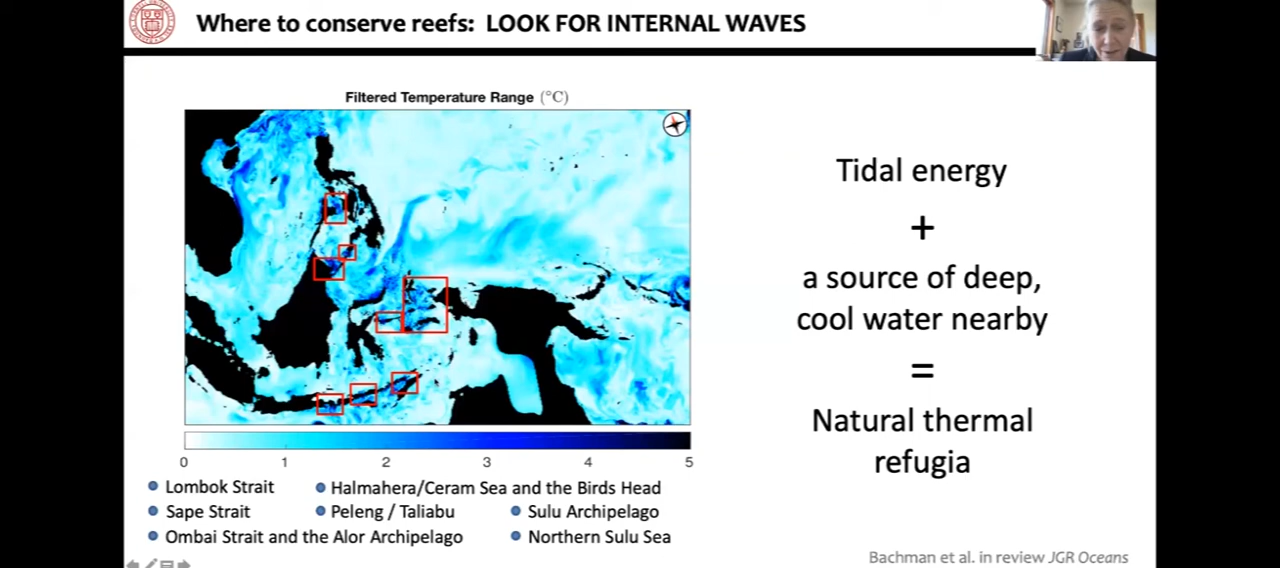 Where to conserve reefs: LOOK FOR INTERNAL WAVES
Filtered Temperature Range (°C)
0 1 2 3 4 5
• Lombok Strait • Halmahera/Ceram Sea and the Birds Head
• Sape Strait • Peleng / Taliabu • Sulu Archipelago
• Ombai Strait and the Alor Archipelago • Northern Sulu Sea
Tidal energy
+
a source of deep,
cool water nearby
=
Natural thermal
refugia
Bachman et al. in review JGR Oceans